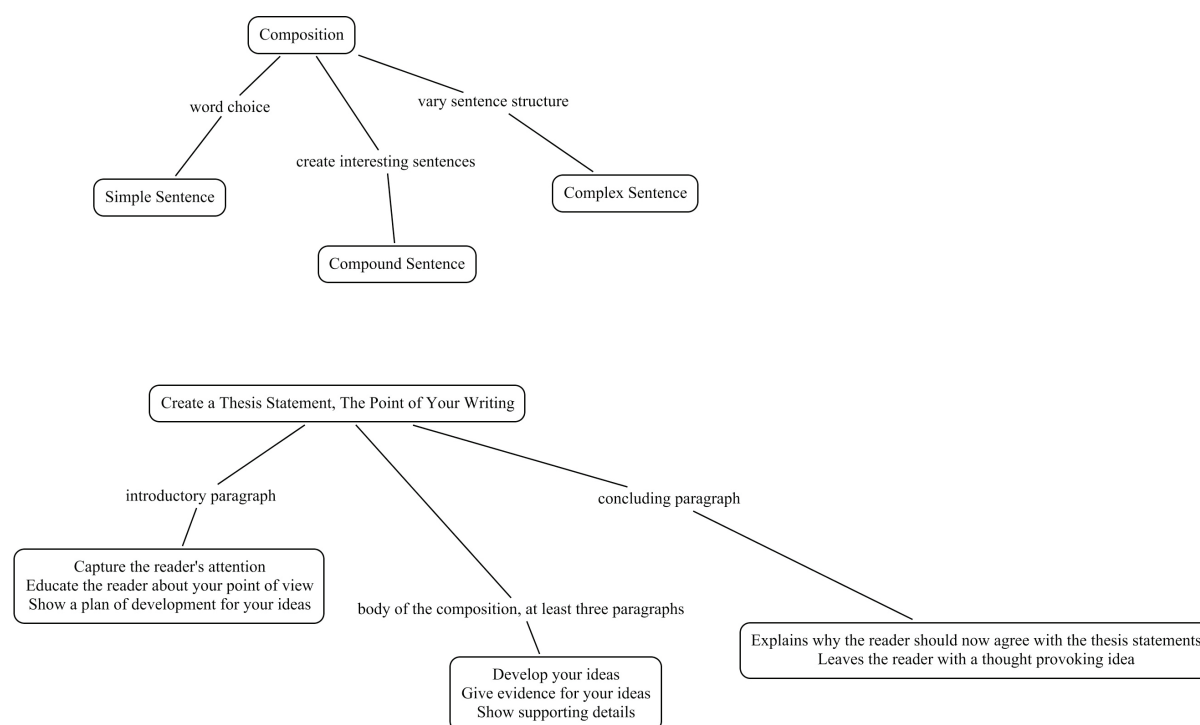 Composition
word choice
vary sentence structure
create interesting sentences
Simple Sentence
Complex Sentence
Compound Sentence
Create a Thesis Statement, The Point of Your Writing
introductory paragraph
concluding paragraph
Capture the reader's attention
Educate the reader about your point of view
Show a plan of development for your ideas
body of the composition, at least three paragraphs
Explains why the reader should now agree with the thesis statements
Leaves the reader with a thought provoking idea
Develop your ideas
Give evidence for your ideas
Show supporting details